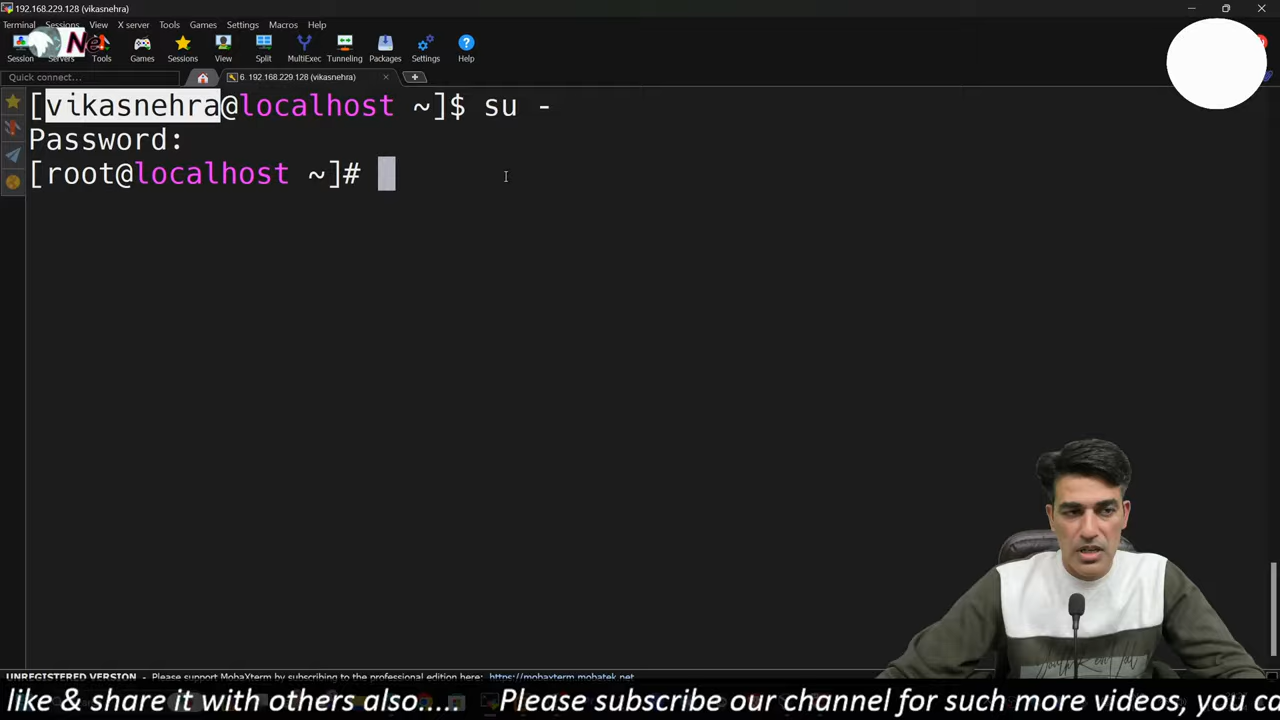 192.168.229.128 (vikasnehra)
Terminal Sessions View X server Tools Games Settings Macros Help
Session Servers Tools Games Sessions View Split MultiExec Tunneling Packages Settings Help
Quick connect...
6. 192.168.229.128 (vikasnehra)
[vikasnehra@localhost ~]$ su -
Password:
[root@localhost ~]#
UNREGISTERED VERSION - Please support MobaXterm by subscribing to the professional edition here: https://mobaxterm.mobatek.net
like & share it with others also..... Please subscribe our channel for such more videos, you ca